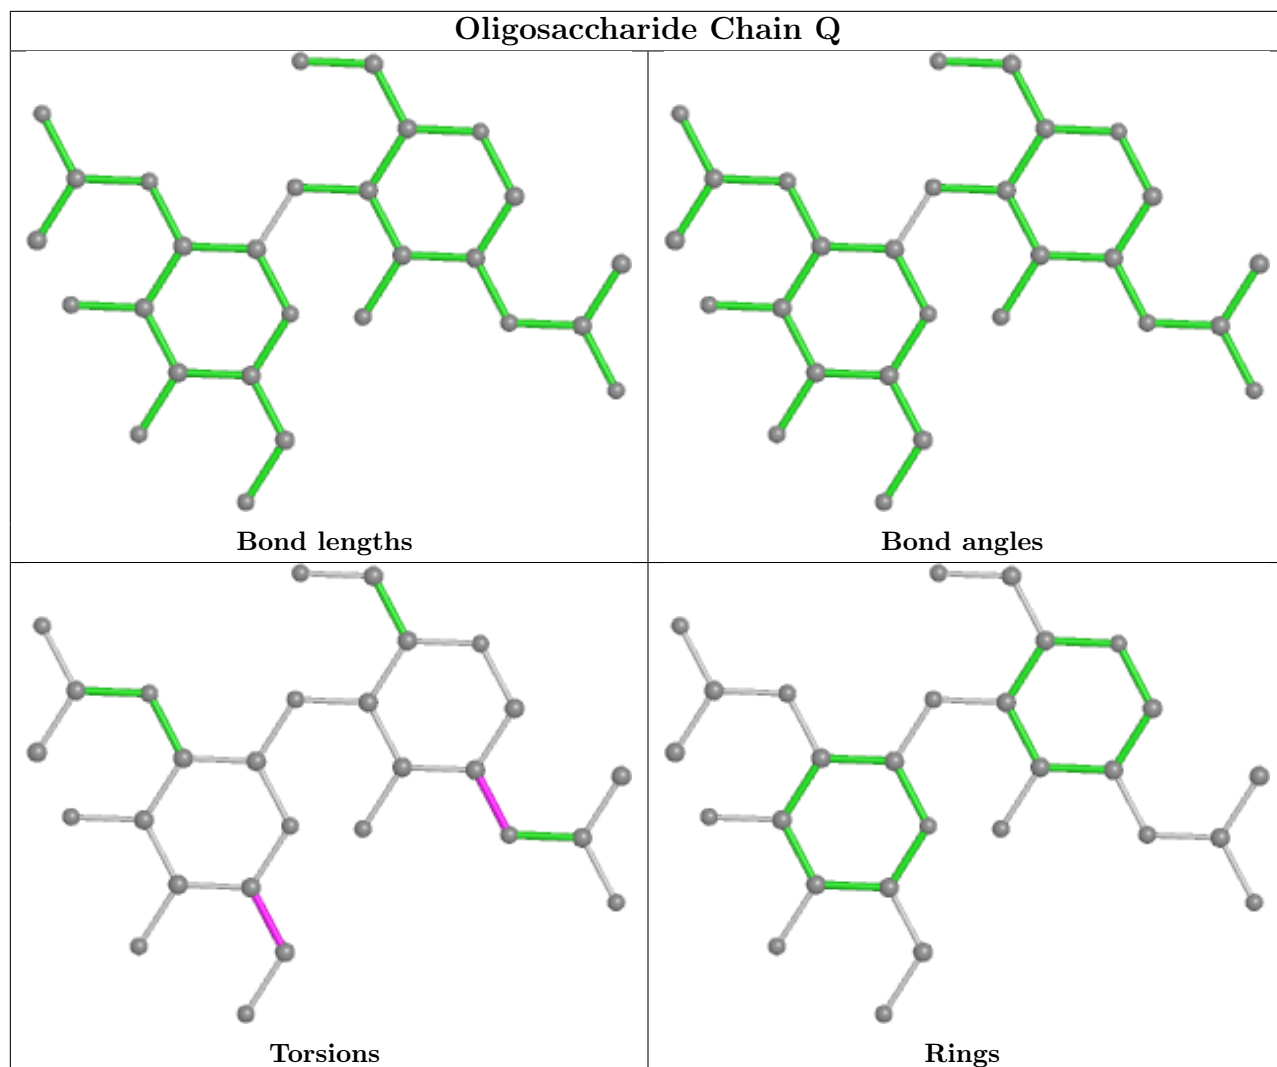 Oligosaccharide Chain Q
Bond lengths
Bond angles
Torsions
Rings